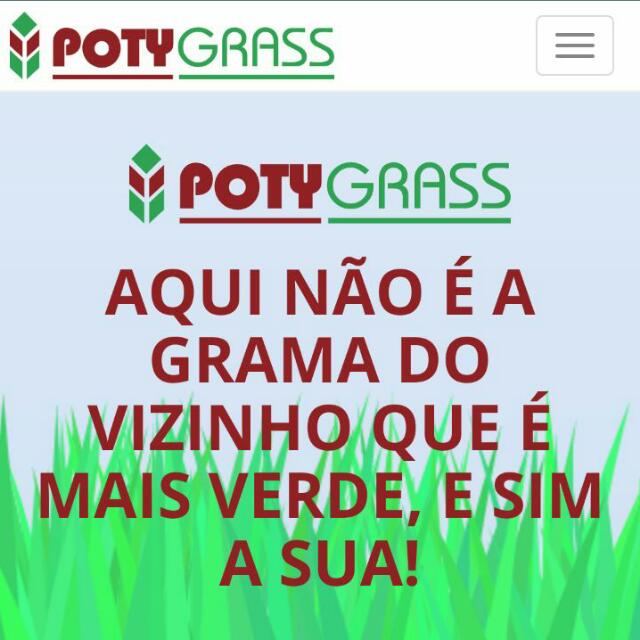 POTYGRASS
POTYGRASS
AQUI NÃO É A
GRAMA DO
VIZINHO QUE É
MAIS VERDE, E SIM
A SUA!